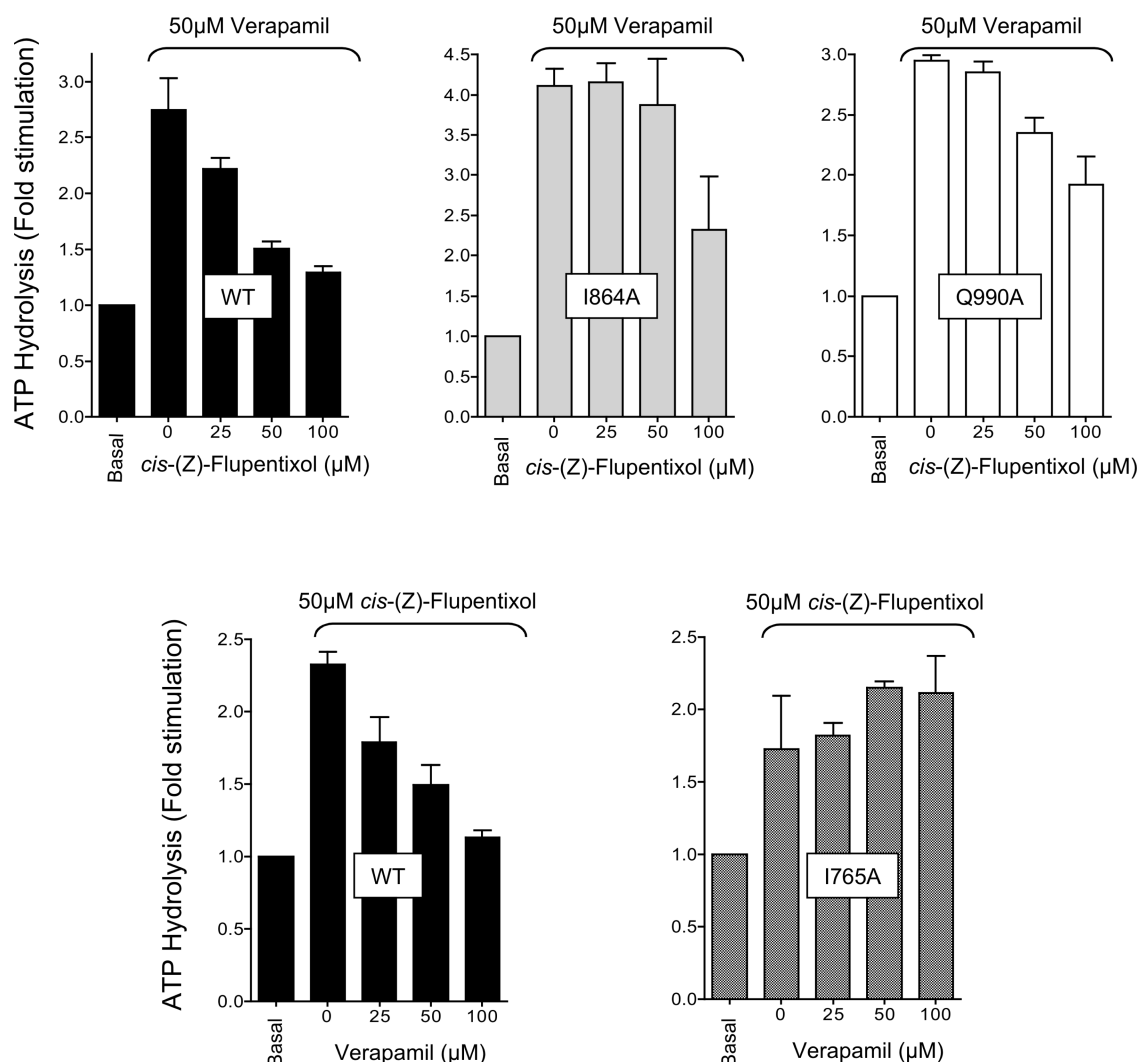 50µM Verapamil
50µM Verapamil
50µM Verapamil
ATP Hydrolysis (Fold stimulation)
3.0
2.5
2.0
1.5
1.0
0.5
0.0
WT
Basal
0 25 50 100
cis-(Z)-Flupentixol (µM)
4.5
4.0
3.5
3.0
2.5
2.0
1.5
1.0
0.5
0.0
I864A
Basal
0 25 50 100
cis-(Z)-Flupentixol (µM)
3.0
2.5
2.0
1.5
1.0
0.5
0.0
Q990A
Basal
0 25 50 100
cis-(Z)-Flupentixol (µM)
50µM cis-(Z)-Flupentixol
50µM cis-(Z)-Flupentixol
ATP Hydrolysis (Fold stimulation)
2.5
2.0
1.5
1.0
0.5
0.0
WT
Basal
0 25 50 100
Verapamil (µM)
2.5
2.0
1.5
1.0
0.5
0.0
I765A
Basal
0 25 50 100
Verapamil (µM)